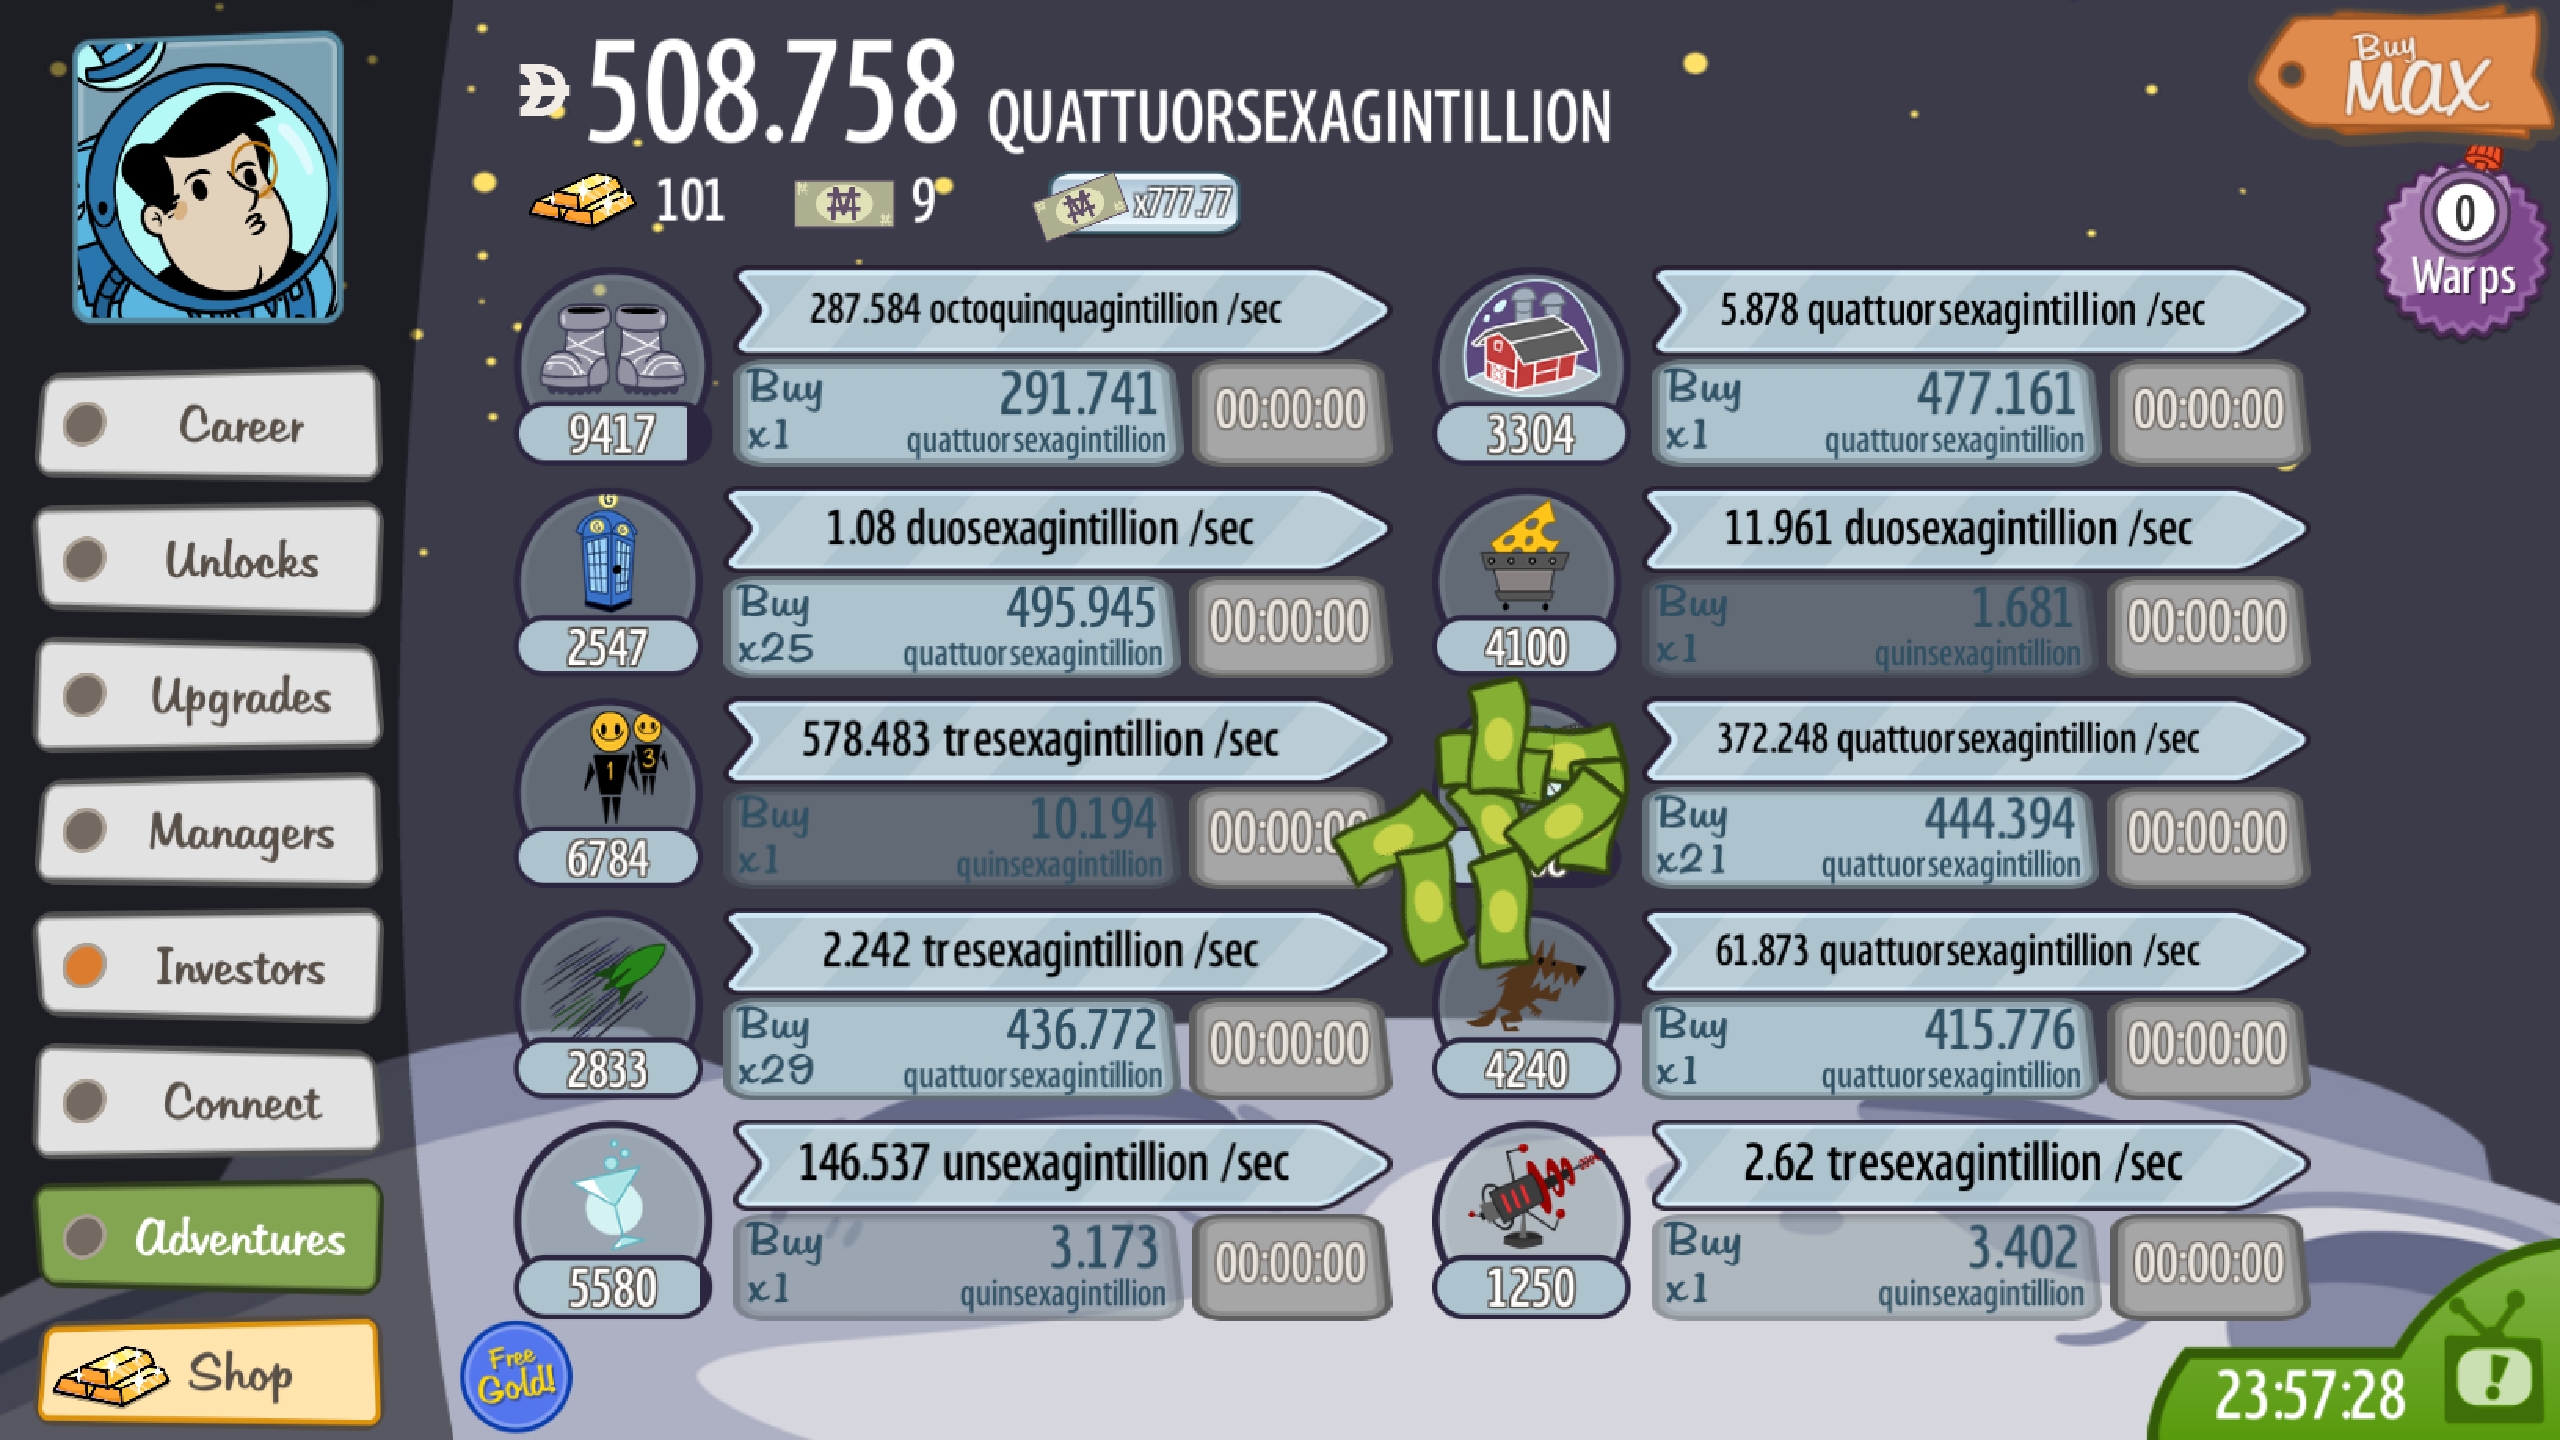 508.758 QUATTUORSEXAGINTILLION
Buy
MAX
101
9
x777.77
0
Warps
Career
Unlocks
Upgrades
Managers
Investors
Connect
Adventures
Shop
287.584 octoquinquagintillion /sec
9417
Buy
x1
291.741
quattuorsexagintillion
00:00:00
5.878 quattuorsexagintillion /sec
3304
Buy
x1
477.161
quattuorsexagintillion
00:00:00
1.08 duosexagintillion /sec
2547
Buy
x25
495.945
quattuorsexagintillion
00:00:00
11.961 duosexagintillion /sec
4100
Buy
x1
1.681
quinsexagintillion
00:00:00
578.483 tresexagintillion /sec
1
3
6784
Buy
x1
10.194
quinsexagintillion
00:00:00
372.248 quattuorsexagintillion /sec
Buy
x21
444.394
quattuorsexagintillion
00:00:00
2.242 tresexagintillion /sec
2833
Buy
x29
436.772
quattuorsexagintillion
00:00:00
61.873 quattuorsexagintillion /sec
4240
Buy
x1
415.776
quattuorsexagintillion
00:00:00
146.537 unsexagintillion /sec
5580
Buy
x1
3.173
quinsexagintillion
00:00:00
2.62 tresexagintillion /sec
1250
Buy
x1
3.402
quinsexagintillion
00:00:00
Free
Gold!
23:57:28